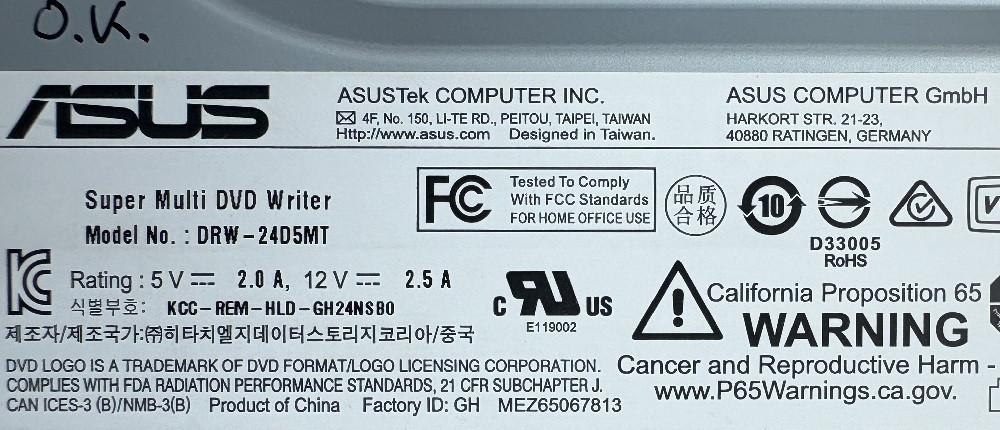 O.K.
ASUS
ASUSTek COMPUTER INC.
4F, No. 150, LI-TE RD., PEITOU, TAIPEI, TAIWAN
Http://www.asus.com Designed in Taiwan.
ASUS COMPUTER GmbH
HARKORT STR. 21-23,
40880 RATINGEN, GERMANY
Super Multi DVD Writer
Model No. : DRW-24D5MT
FC
Tested To Comply
With FCC Standards
FOR HOME OFFICE USE
品质
合格
10
D33005
RoHS
V
Rating : 5 V 2.0 A, 12 V 2.5 A
식별부호: KCC-REM-HLD-GH24NSB0
제조자/제조국가:㈜히타치엘지데이터스토리지코리아/중국
C RU US
E119002
California Proposition 65
WARNING
Cancer and Reproductive Harm -
www.P65Warnings.ca.gov.
DVD LOGO IS A TRADEMARK OF DVD FORMAT/LOGO LICENSING CORPORATION.
COMPLIES WITH FDA RADIATION PERFORMANCE STANDARDS, 21 CFR SUBCHAPTER J.
CAN ICES-3 (B)/NMB-3(B) Product of China Factory ID: GH MEZ65067813